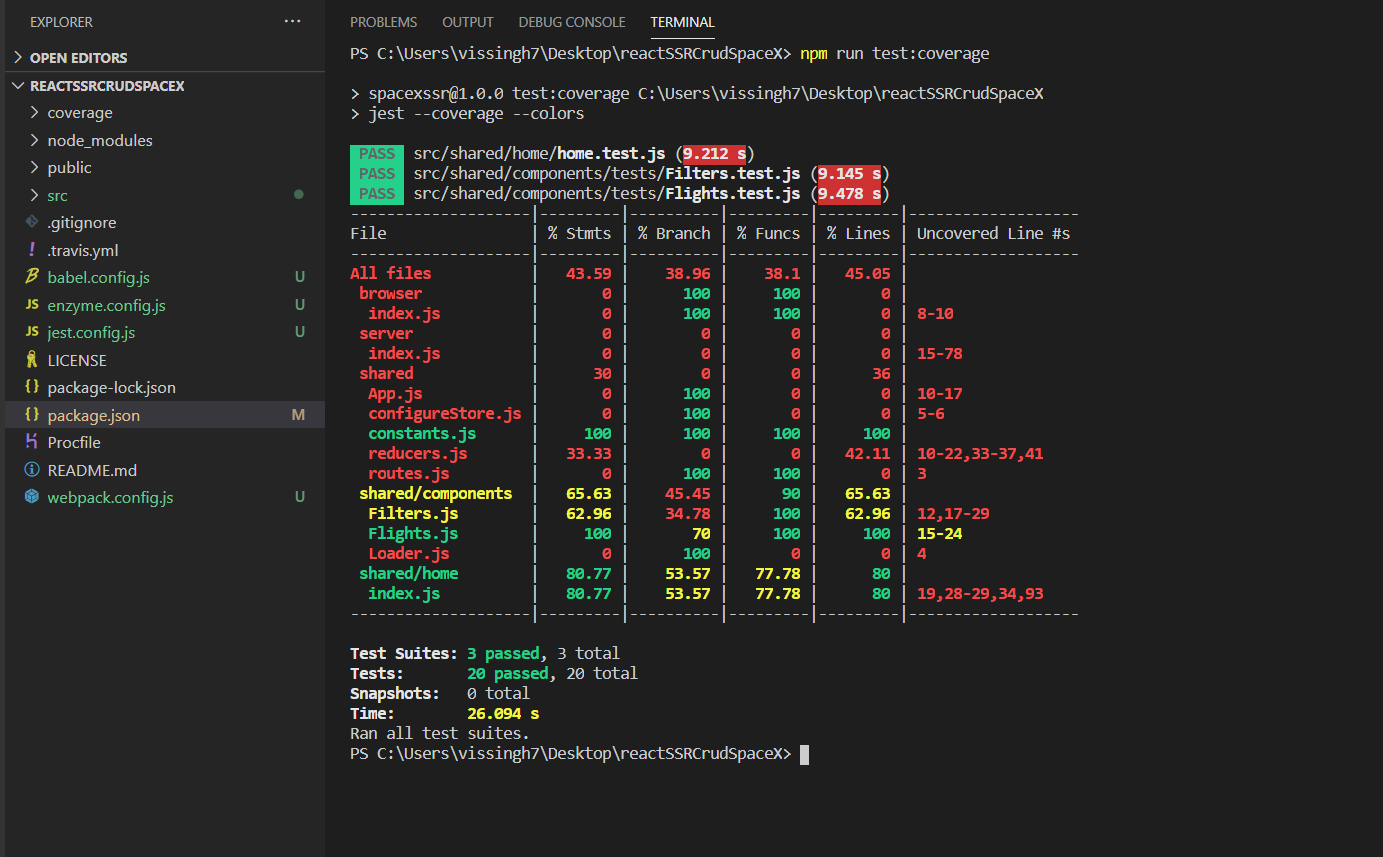 EXPLORER ...
OPEN EDITORS
REACTSSRCRUDSPACEX
coverage
node_modules
public
src
.gitignore
! .travis.yml
babel.config.js U
JS enzyme.config.js U
JS jest.config.js U
LICENSE
{} package-lock.json
{} package.json M
Procfile
README.md
webpack.config.js U
PROBLEMS OUTPUT DEBUG CONSOLE TERMINAL
PS C:\Users\vissingh7\Desktop\reactSSRCrudSpaceX> npm run test:coverage
> spacexssr@1.0.0 test:coverage C:\Users\vissingh7\Desktop\reactSSRCrudSpaceX
> jest --coverage --colors
PASS src/shared/home/home.test.js (9.212 s)
PASS src/shared/components/tests/Filters.test.js (9.145 s)
PASS src/shared/components/tests/Flights.test.js (9.478 s)
--------------------|---------|----------|---------|---------|-------------------
File | % Stmts | % Branch | % Funcs | % Lines | Uncovered Line #s
--------------------|---------|----------|---------|---------|-------------------
All files | 43.59 | 38.96 | 38.1 | 45.05 |
browser | 0 | 100 | 100 | 0 |
index.js | 0 | 100 | 100 | 0 | 8-10
server | 0 | 0 | 0 | 0 |
index.js | 0 | 0 | 0 | 0 | 15-78
shared | 30 | 0 | 0 | 36 |
App.js | 0 | 100 | 0 | 0 | 10-17
configureStore.js | 0 | 100 | 0 | 0 | 5-6
constants.js | 100 | 100 | 100 | 100 |
reducers.js | 33.33 | 0 | 0 | 42.11 | 10-22,33-37,41
routes.js | 0 | 100 | 100 | 0 | 3
shared/components | 65.63 | 45.45 | 90 | 65.63 |
Filters.js | 62.96 | 34.78 | 100 | 62.96 | 12,17-29
Flights.js | 100 | 70 | 100 | 100 | 15-24
Loader.js | 0 | 100 | 0 | 0 | 4
shared/home | 80.77 | 53.57 | 77.78 | 80 |
index.js | 80.77 | 53.57 | 77.78 | 80 | 19,28-29,34,93
--------------------|---------|----------|---------|---------|-------------------
Test Suites: 3 passed, 3 total
Tests: 20 passed, 20 total
Snapshots: 0 total
Time: 26.094 s
Ran all test suites.
PS C:\Users\vissingh7\Desktop\reactSSRCrudSpaceX>